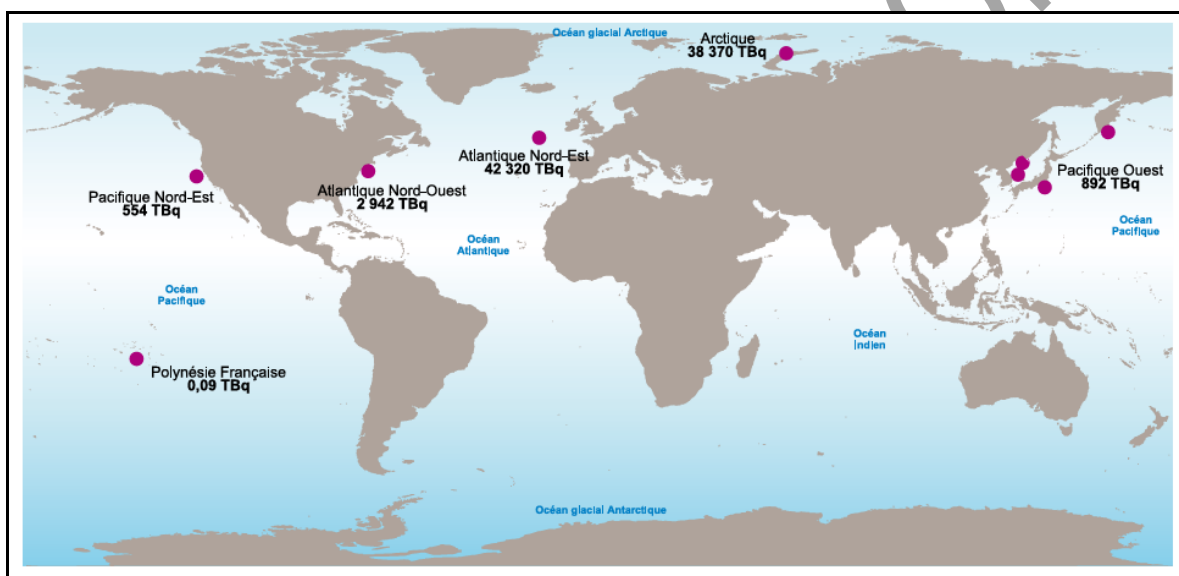 Océan glacial Arctique
Arctique
38 370 TBq
Atlantique Nord-Est
42 320 TBq
Pacifique Ouest
892 TBq
Pacifique Nord-Est
554 TBq
Atlantique Nord-Ouest
2 942 TBq
Océan
Pacifique
Océan
Atlantique
Océan
Pacifique
Océan
Indien
Polynésie Française
0,09 TBq
Océan glacial Antarctique